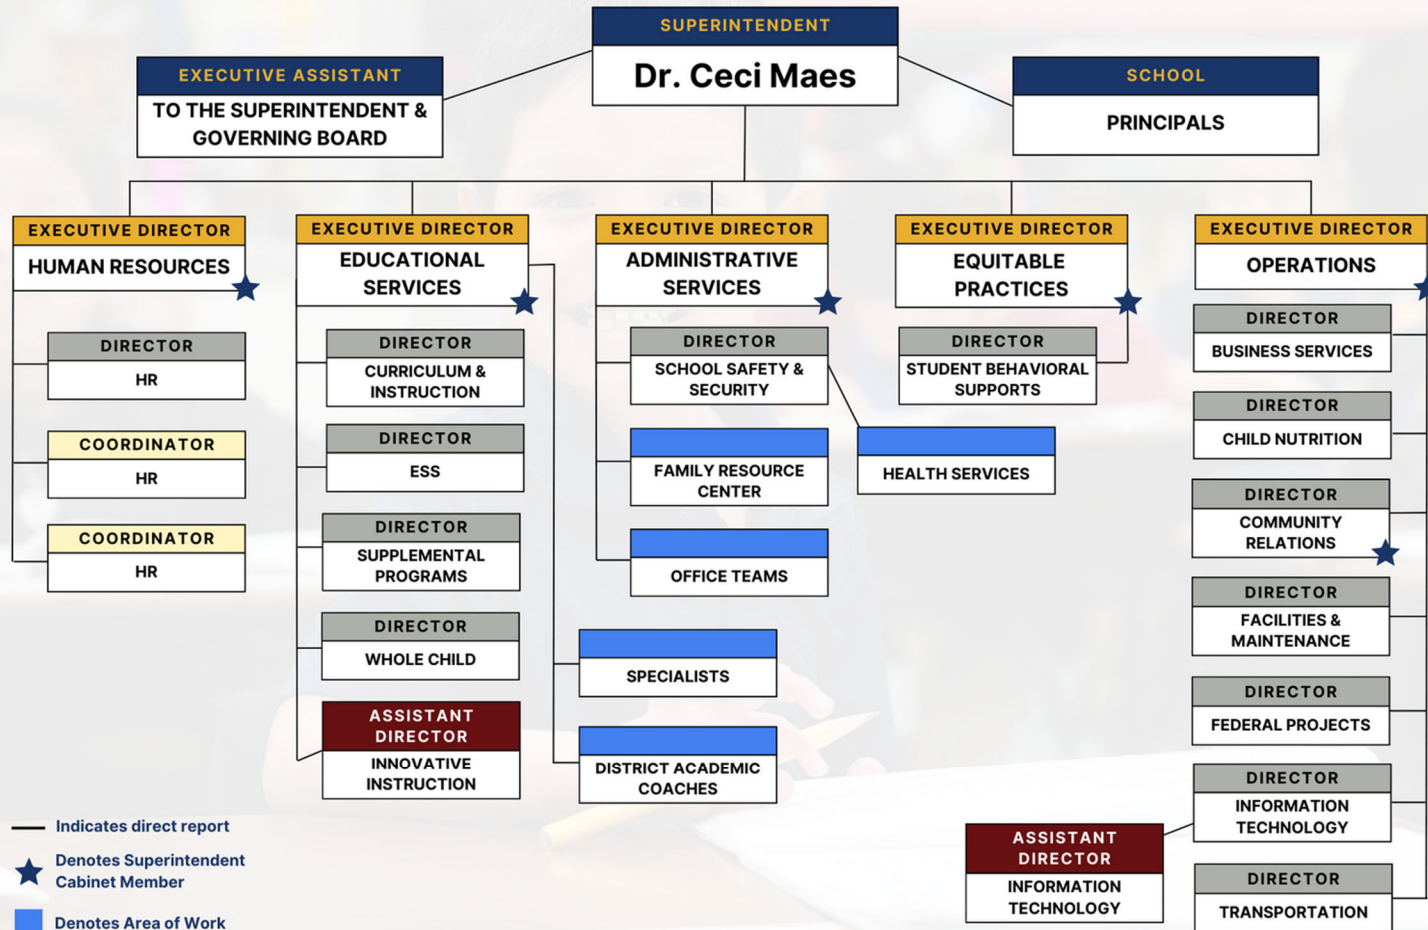 SUPERINTENDENT
Dr. Ceci Maes
EXECUTIVE ASSISTANT
TO THE SUPERINTENDENT &
GOVERNING BOARD
SCHOOL
PRINCIPALS
EXECUTIVE DIRECTOR
HUMAN RESOURCES
DIRECTOR
HR
COORDINATOR
HR
COORDINATOR
HR
EXECUTIVE DIRECTOR
EDUCATIONAL
SERVICES
DIRECTOR
CURRICULUM &
INSTRUCTION
DIRECTOR
ESS
DIRECTOR
SUPPLEMENTAL
PROGRAMS
DIRECTOR
WHOLE CHILD
ASSISTANT
DIRECTOR
INNOVATIVE
INSTRUCTION
SPECIALISTS
DISTRICT ACADEMIC
COACHES
EXECUTIVE DIRECTOR
ADMINISTRATIVE
SERVICES
DIRECTOR
SCHOOL SAFETY &
SECURITY
FAMILY RESOURCE
CENTER
OFFICE TEAMS
HEALTH SERVICES
EXECUTIVE DIRECTOR
EQUITABLE
PRACTICES
DIRECTOR
STUDENT BEHAVIORAL
SUPPORTS
EXECUTIVE DIRECTOR
OPERATIONS
DIRECTOR
BUSINESS SERVICES
DIRECTOR
CHILD NUTRITION
DIRECTOR
COMMUNITY
RELATIONS
DIRECTOR
FACILITIES &
MAINTENANCE
DIRECTOR
FEDERAL PROJECTS
DIRECTOR
INFORMATION
TECHNOLOGY
ASSISTANT
DIRECTOR
INFORMATION
TECHNOLOGY
DIRECTOR
TRANSPORTATION
Indicates direct report
Denotes Superintendent
Cabinet Member
Denotes Area of Work